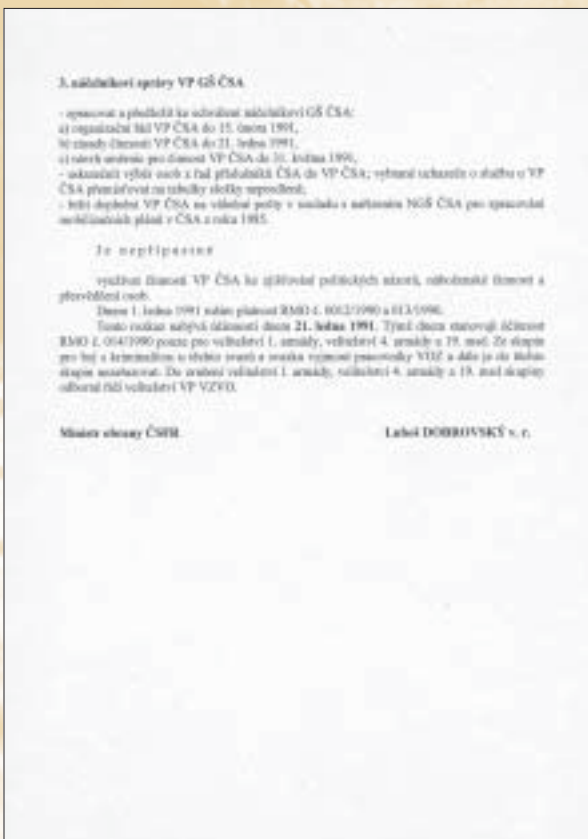 3. náčelníkovi správy VP GŠ ČSA
- zpracovat a předložit ke schválení náčelníkovi GŠ ČSA:
a) organizační řád VP ČSA do 15. února 1991,
b) zásady činnosti VP ČSA do 21. ledna 1991,
c) návrh směrnic pro činnost VP ČSA do 31. května 1991,
- uskutečnit výběr osob z řad příslušníků ČSA do VP ČSA; vybrané uchazeče o službu u VP
ČSA přemisťovat na tabulky složky neprodleně;
- řešit doplnění VP ČSA na válečné počty v souladu s nařízením NGŠ ČSA pro zpracování
mobilizačních plánů v ČSA z roku 1985.
Je nepřípustné
využívat činnosti VP ČSA ke zjišťování politických názorů, náboženské činnosti a
přesvědčení osob.
Dnem 1. ledna 1991 ruším platnost RMO č. 0012/1990 a 013/1990.
Tento rozkaz nabývá účinnosti dnem 21. ledna 1991. Týmž dnem stanovuji účinnost
RMO č. 014/1990 pouze pro velitelství 1. armády, velitelství 4. armády a 19. msd. Ze skupin
pro boj s kriminalitou u těchto svazů a svazku vyjmout pracovníky VOZ a dále je do těchto
skupin nezařazovat. Do zrušení velitelství 1. armády, velitelství 4. armády a 19. msd skupiny
odborně řídí velitelství VP VZVO.
Ministr obrany ČSFR Luboš DOBROVSKÝ v. r.